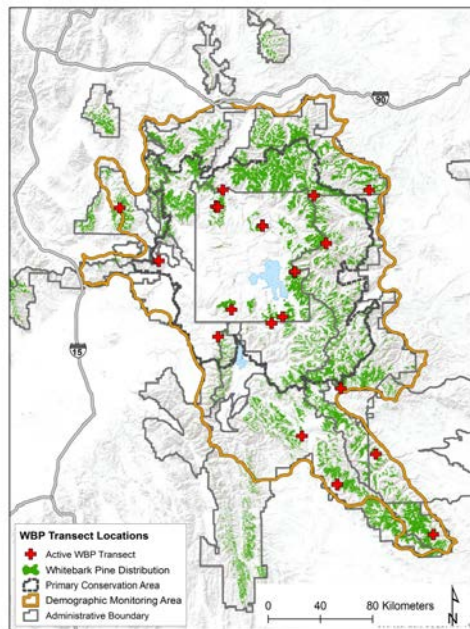 90
15
WBP Transect Locations
Active WBP Transect
Whitebark Pine Distribution
Primary Conservation Area
Demographic Monitoring Area
Administrative Boundary
0 20 40 80 Kilometers
N